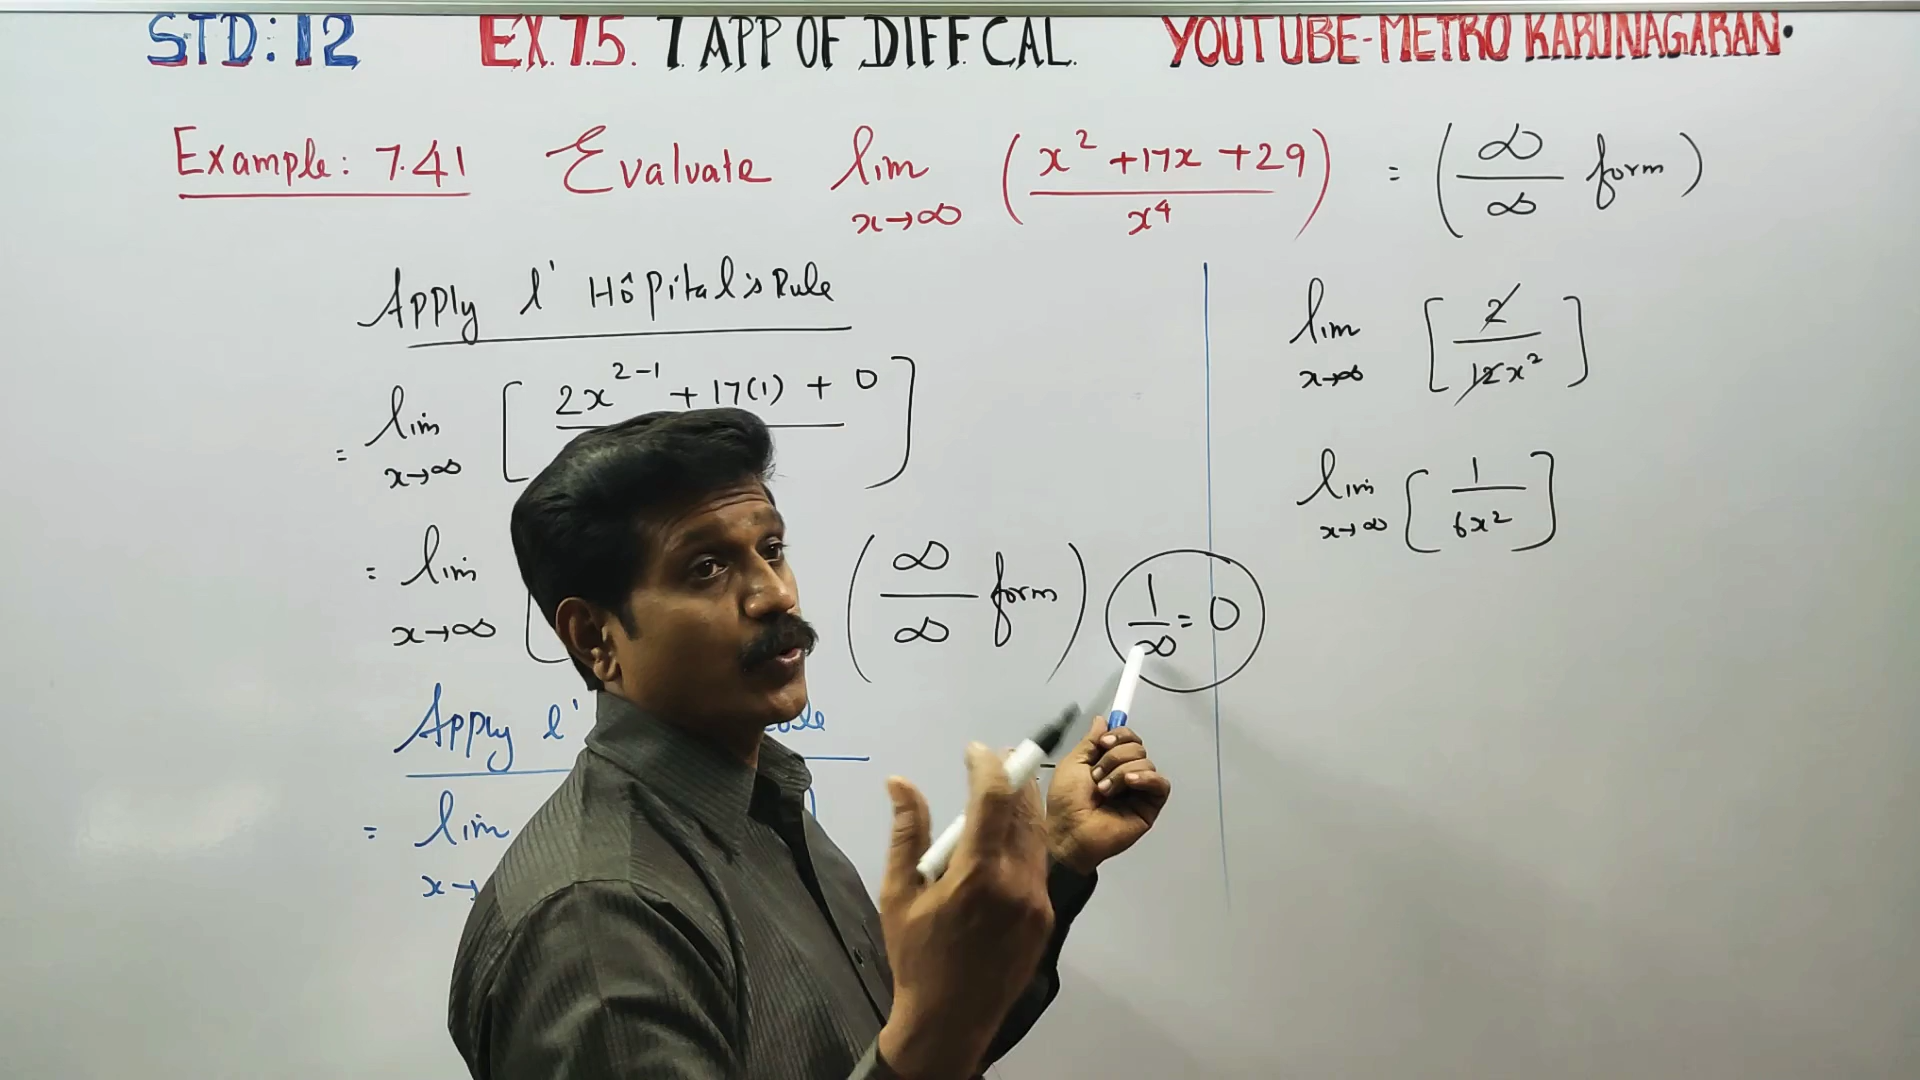 STD: 12 EX. 7.5. 7 APP OF DIFF. CAL. YOUTUBE-METRO KARUNAGARAN.
Example: 7.41 Evaluate lim x→∞ (x² +17x +29 / x⁴) = (∞/∞ form)
Apply l' Hôpital's Rule
= lim x→∞ [2x²⁻¹ + 17(1) + 0]
= lim x→∞ [ (∞/∞ form)
Apply l'
= lim
x→
lim x→∞ [2/12x²]
lim x→∞ [1/6x²]
1/∞ = 0